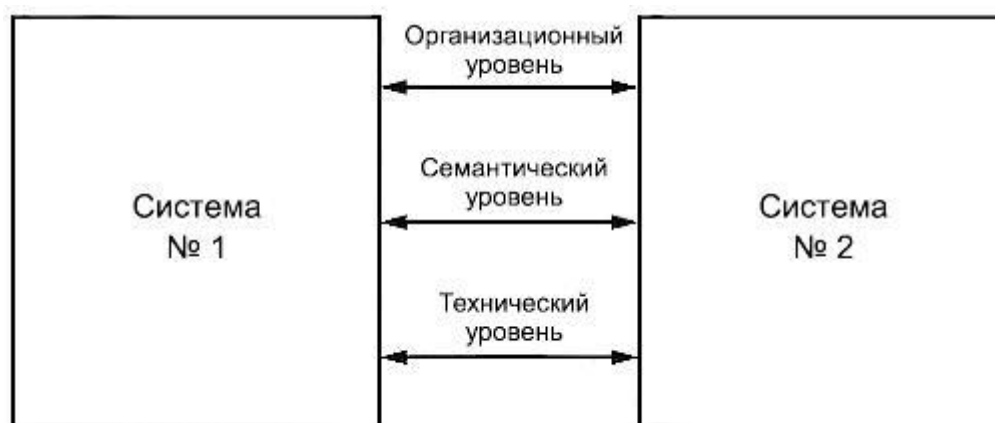 Организационный
уровень
Семантический
уровень
Система
№ 1
Система
№ 2
Технический
уровень